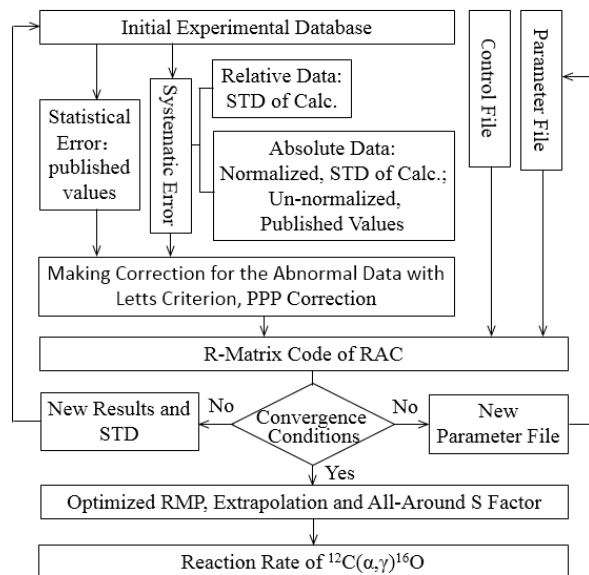 Initial Experimental Database
Statistical
Error：
published
values
Systematic Error
Relative Data:
STD of Calc.
Absolute Data:
Normalized, STD of Calc.;
Un-normalized,
Published Values
Control File
Parameter File
Making Correction for the Abnormal Data with
Letts Criterion, PPP Correction
R-Matrix Code of RAC
New Results and
STD
No
Convergence
Conditions
No
New
Parameter File
Yes
Optimized RMP, Extrapolation and All-Around S Factor
Reaction Rate of ¹²C(α,γ)¹⁶O